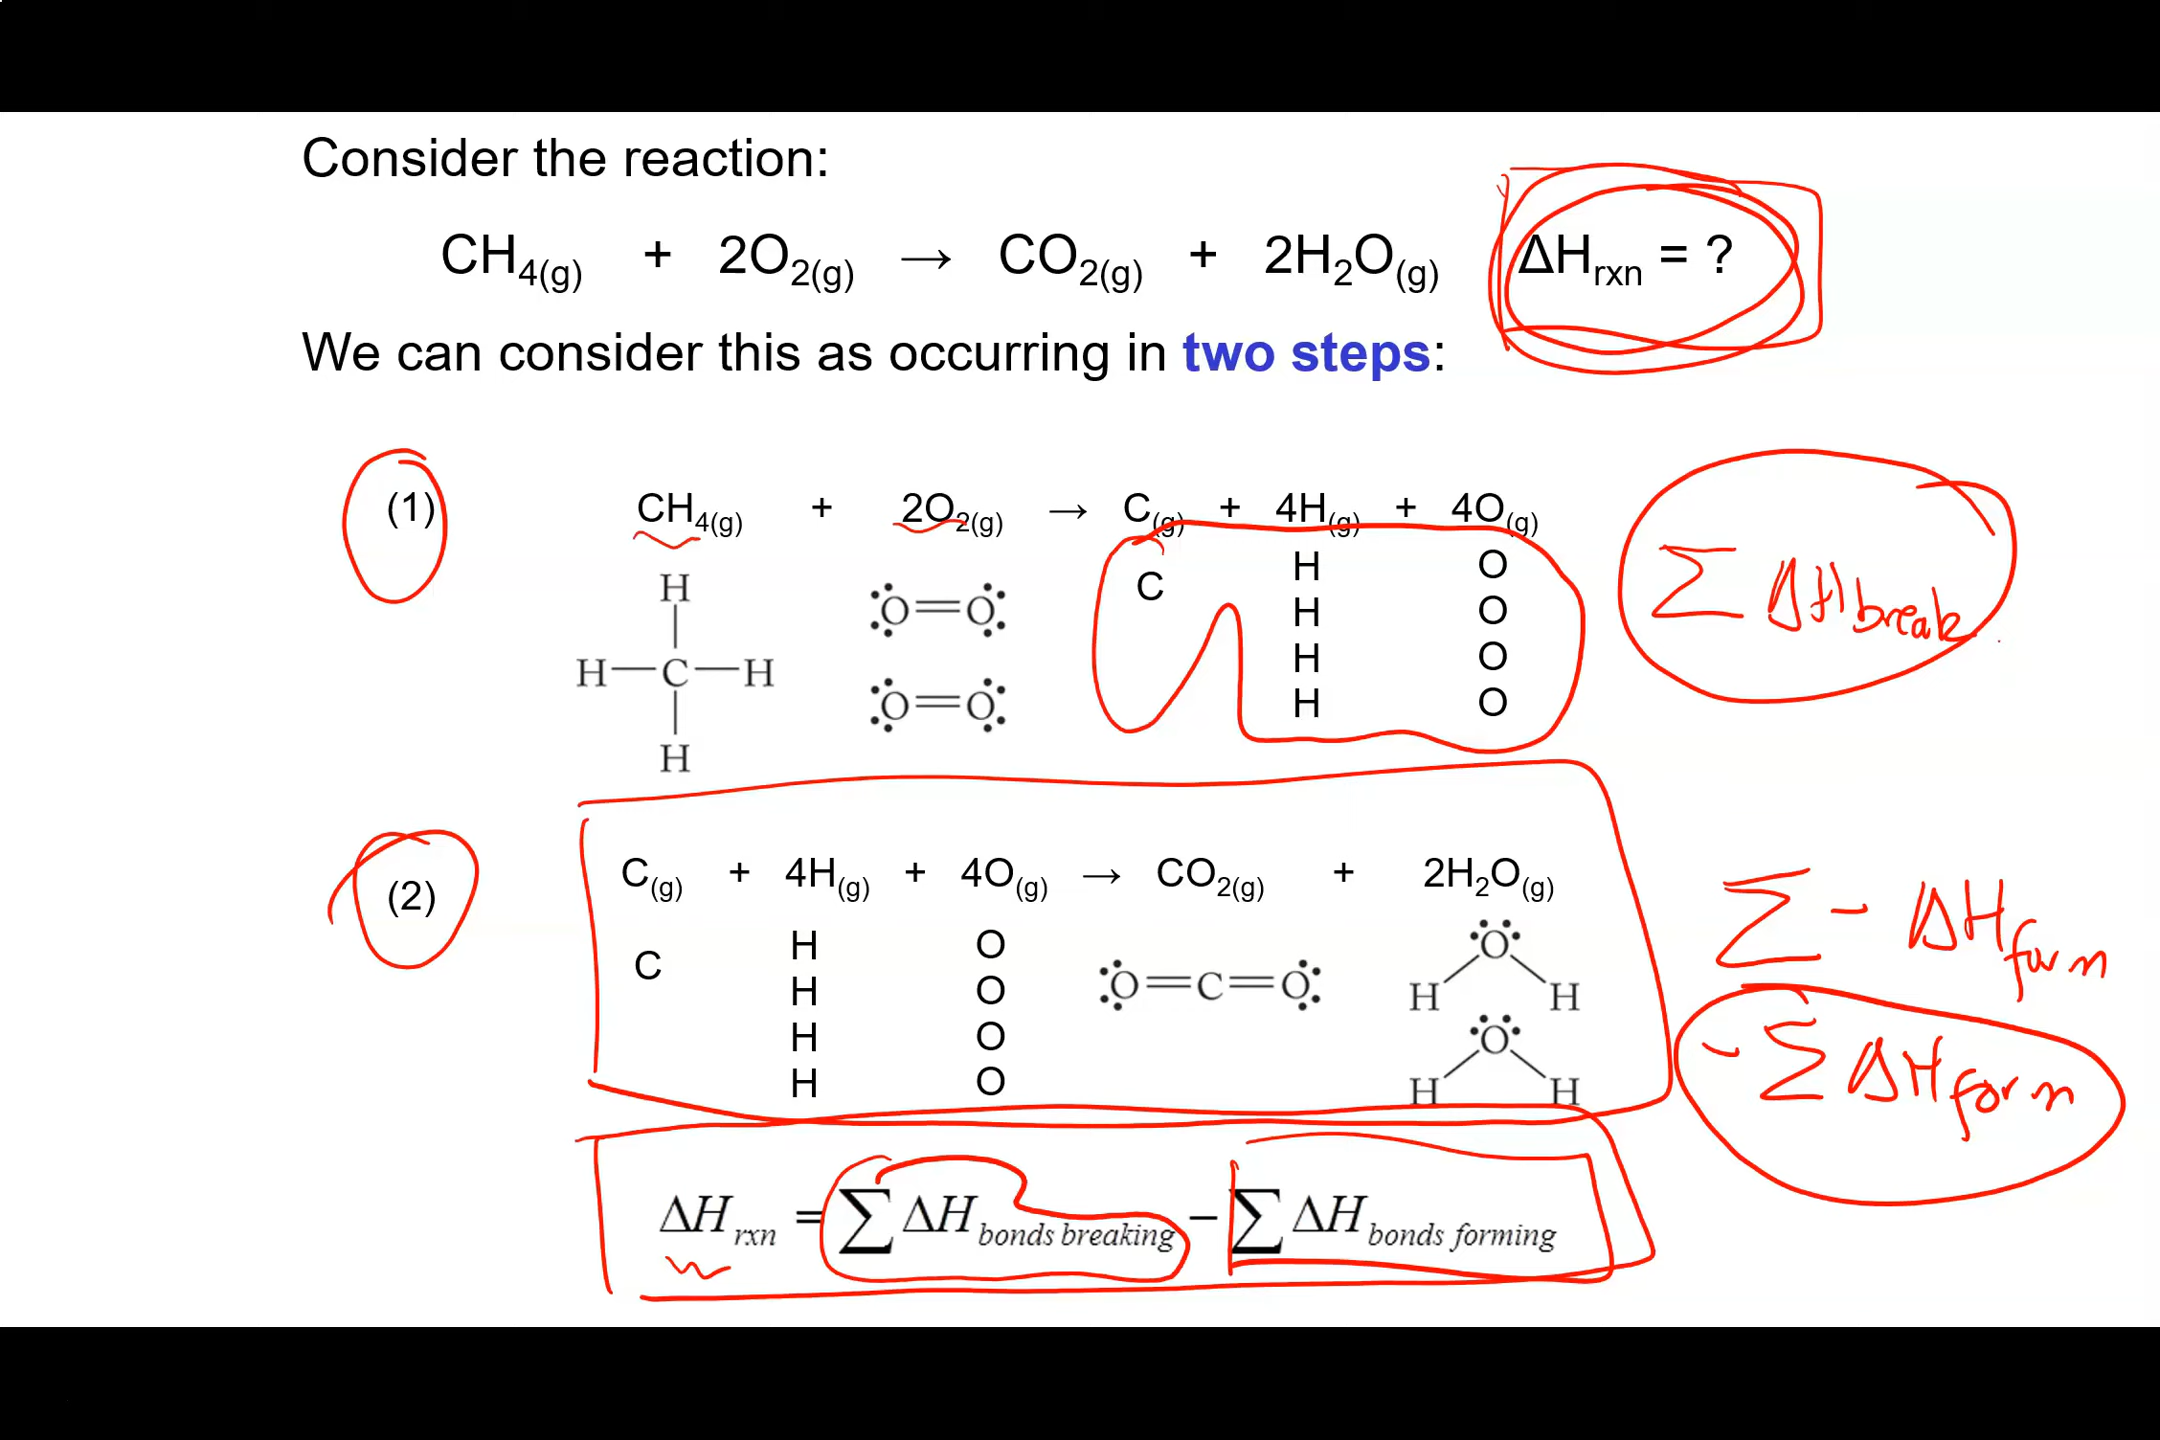 Consider the reaction:
CH₄(g) + 2O₂(g) → CO₂(g) + 2H₂O(g) ΔHrxn = ?
We can consider this as occurring in two steps:
(1) CH₄(g) + 2O₂(g) → C(g) + 4H(g) + 4O(g)
H O=O C H O
H—C—H H O
O=O H O
H H O
Σ ΔH break
(2) C(g) + 4H(g) + 4O(g) → CO₂(g) + 2H₂O(g)
C H O O=C=O O
H O H H
H O O
H O H H
Σ - ΔH form
- Σ ΔH form
ΔH rxn = Σ ΔH bonds breaking − Σ ΔH bonds forming